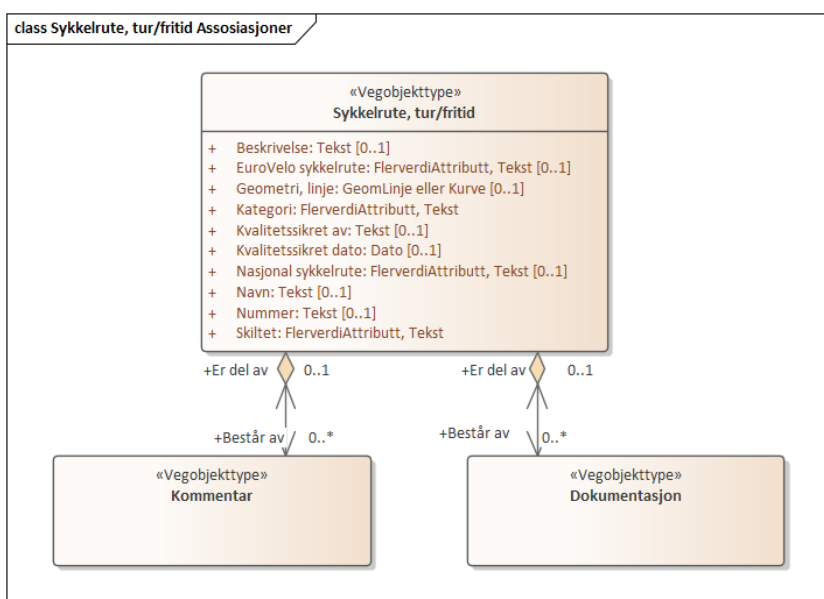 class Sykkelrute, tur/fritid Assosiasjoner
«Vegobjekttype»
Sykkelrute, tur/fritid
+ Beskrivelse: Tekst [0..1]
+ EuroVelo sykkelrute: FlerverdiAttributt, Tekst [0..1]
+ Geometri, linje: GeomLinje eller Kurve [0..1]
+ Kategori: FlerverdiAttributt, Tekst
+ Kvalitetssikret av: Tekst [0..1]
+ Kvalitetssikret dato: Dato [0..1]
+ Nasjonal sykkelrute: FlerverdiAttributt, Tekst [0..1]
+ Navn: Tekst [0..1]
+ Nummer: Tekst [0..1]
+ Skiltet: FlerverdiAttributt, Tekst
+Er del av 0..1 +Er del av 0..1
+Består av 0..* +Består av 0..*
«Vegobjekttype»
Kommentar
«Vegobjekttype»
Dokumentasjon